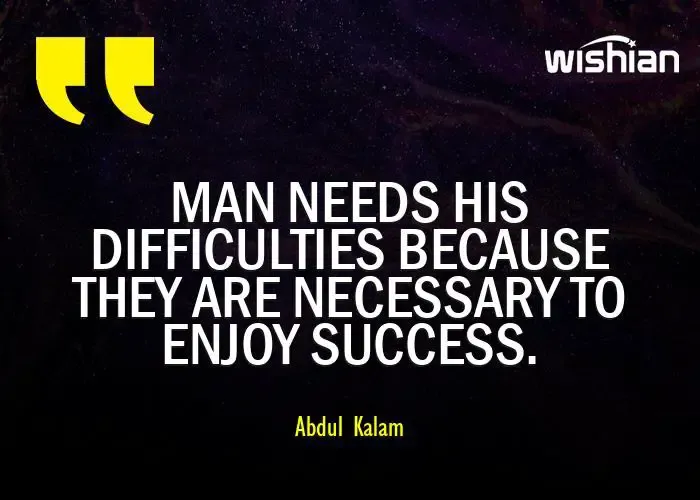 wishian
MAN NEEDS HIS
DIFFICULTIES BECAUSE
THEY ARE NECESSARY TO
ENJOY SUCCESS.
Abdul Kalam